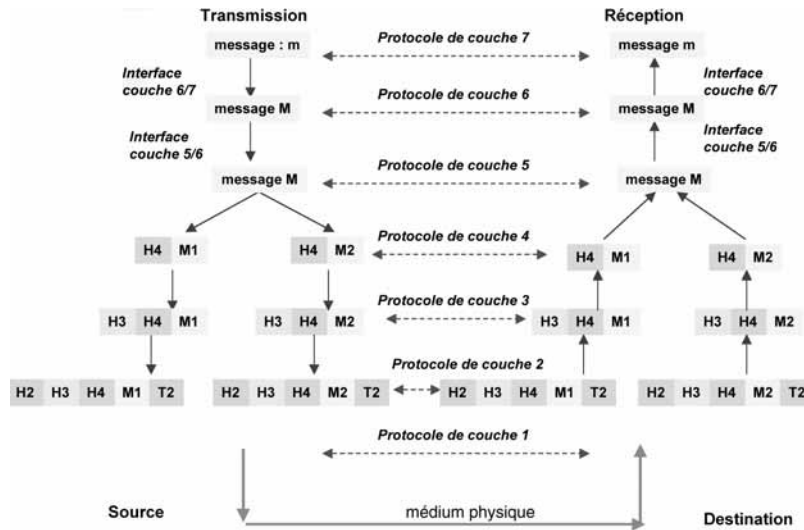 Transmission Réception
message : m Protocole de couche 7 message m
Interface couche 6/7 Interface couche 6/7
message M Protocole de couche 6 message M
Interface couche 5/6 Interface couche 5/6
message M Protocole de couche 5 message M
H4 M1 H4 M2 Protocole de couche 4 H4 M1 H4 M2
H3 H4 M1 H3 H4 M2 Protocole de couche 3 H3 H4 M1 H3 H4 M2
Protocole de couche 2
H2 H3 H4 M1 T2 H2 H3 H4 M2 T2 H2 H3 H4 M1 T2 H2 H3 H4 M2 T2
Protocole de couche 1
Source médium physique Destination